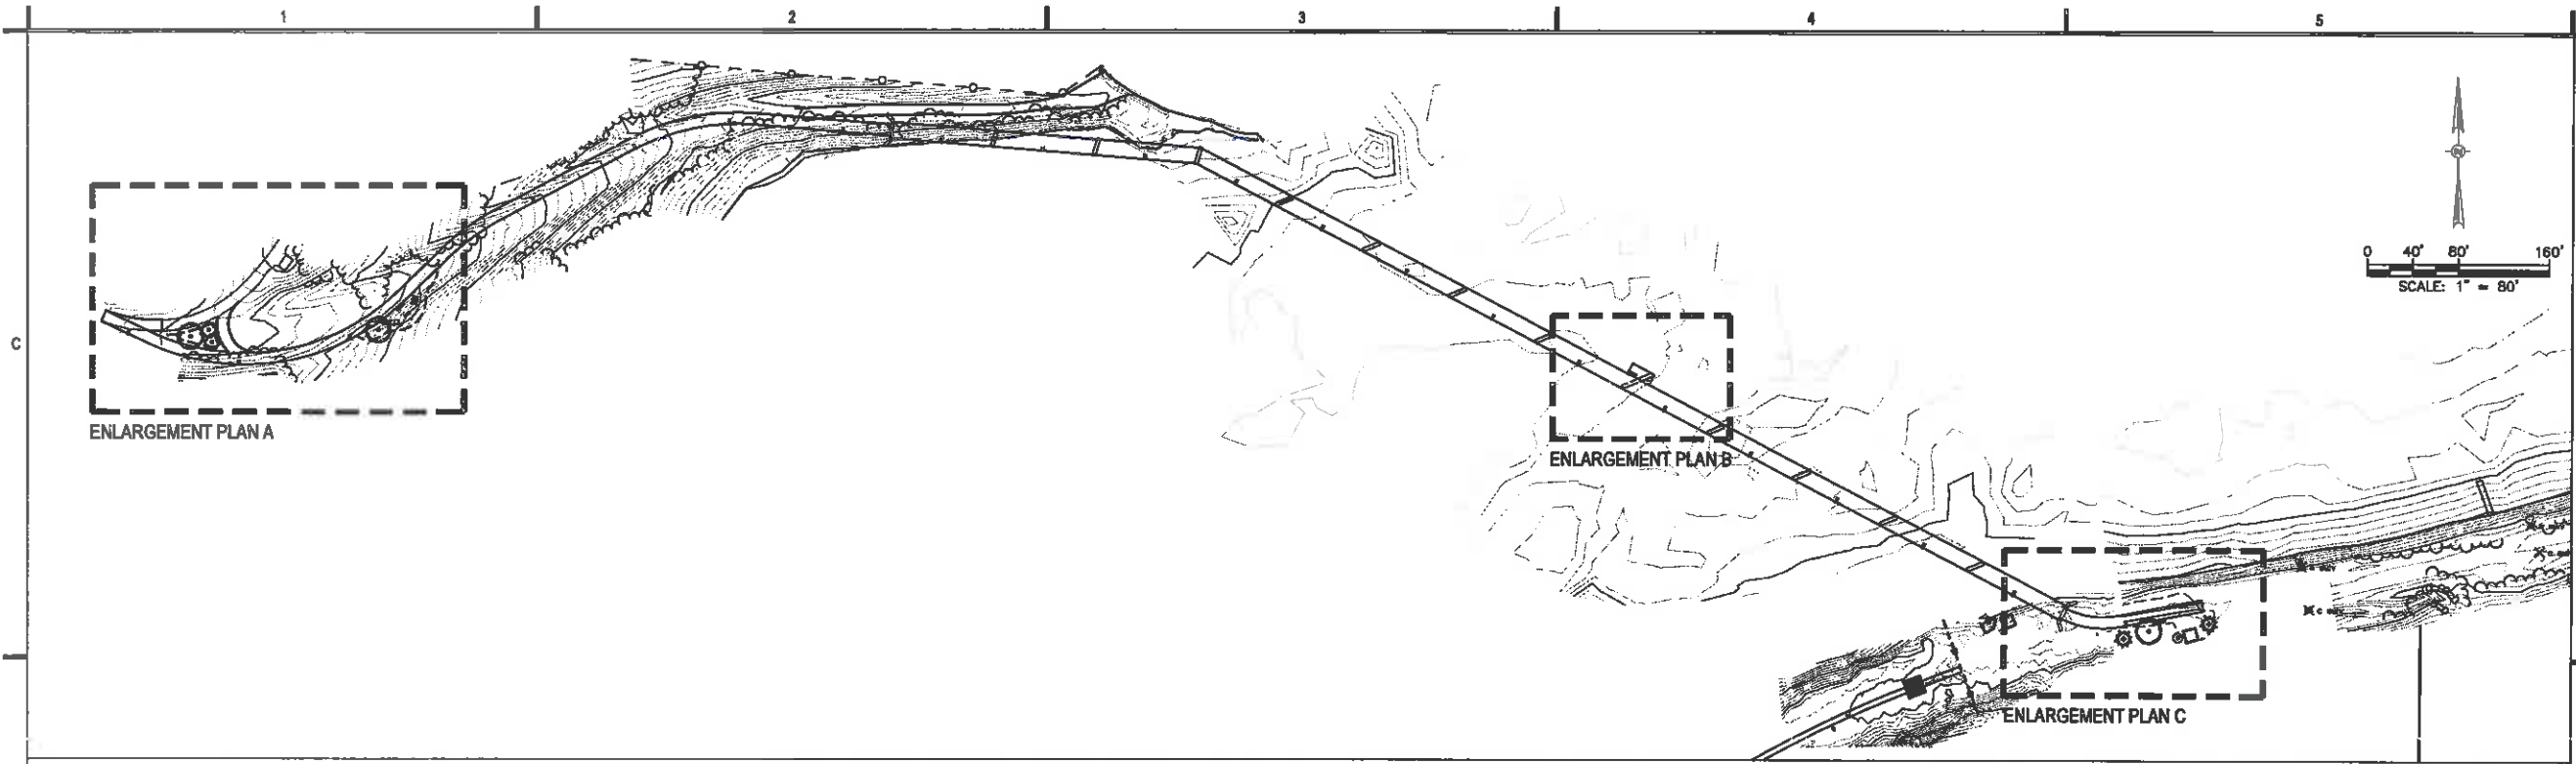 1 2 3 4 5
C
0 40' 80' 160'
SCALE: 1" = 80'
ENLARGEMENT PLAN A
ENLARGEMENT PLAN B
ENLARGEMENT PLAN C